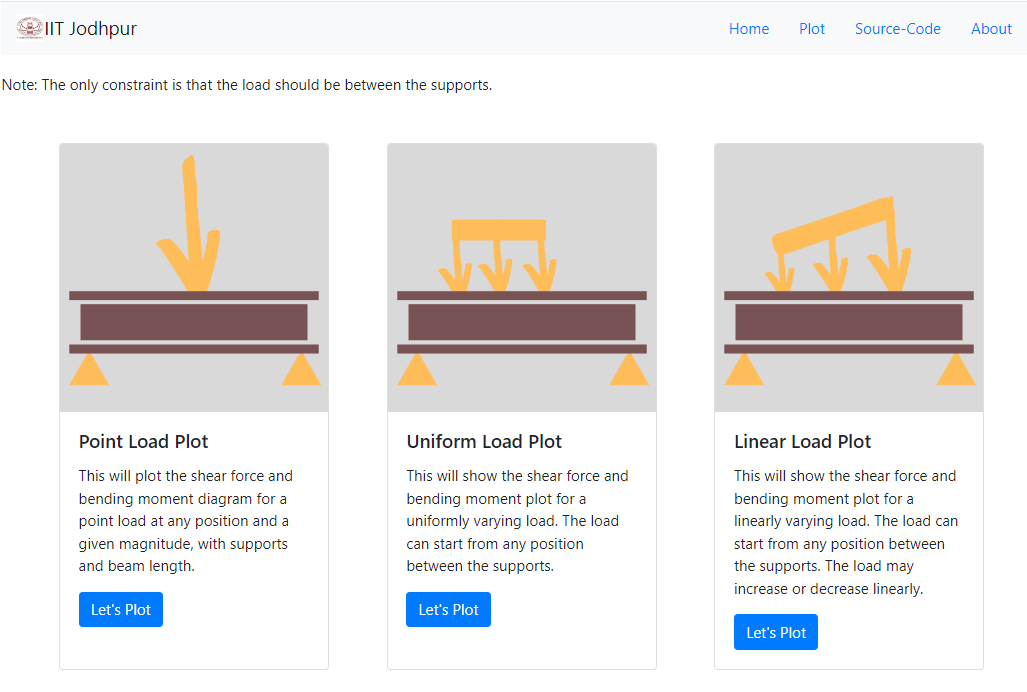 IIT Jodhpur
Home Plot Source-Code About
Note: The only constraint is that the load should be between the supports.
Point Load Plot
This will plot the shear force and
bending moment diagram for a
point load at any position and a
given magnitude, with supports
and beam length.
Let's Plot
Uniform Load Plot
This will show the shear force and
bending moment plot for a
uniformly varying load. The load
can start from any position
between the supports.
Let's Plot
Linear Load Plot
This will show the shear force and
bending moment plot for a
linearly varying load. The load can
start from any position between
the supports. The load may
increase or decrease linearly.
Let's Plot